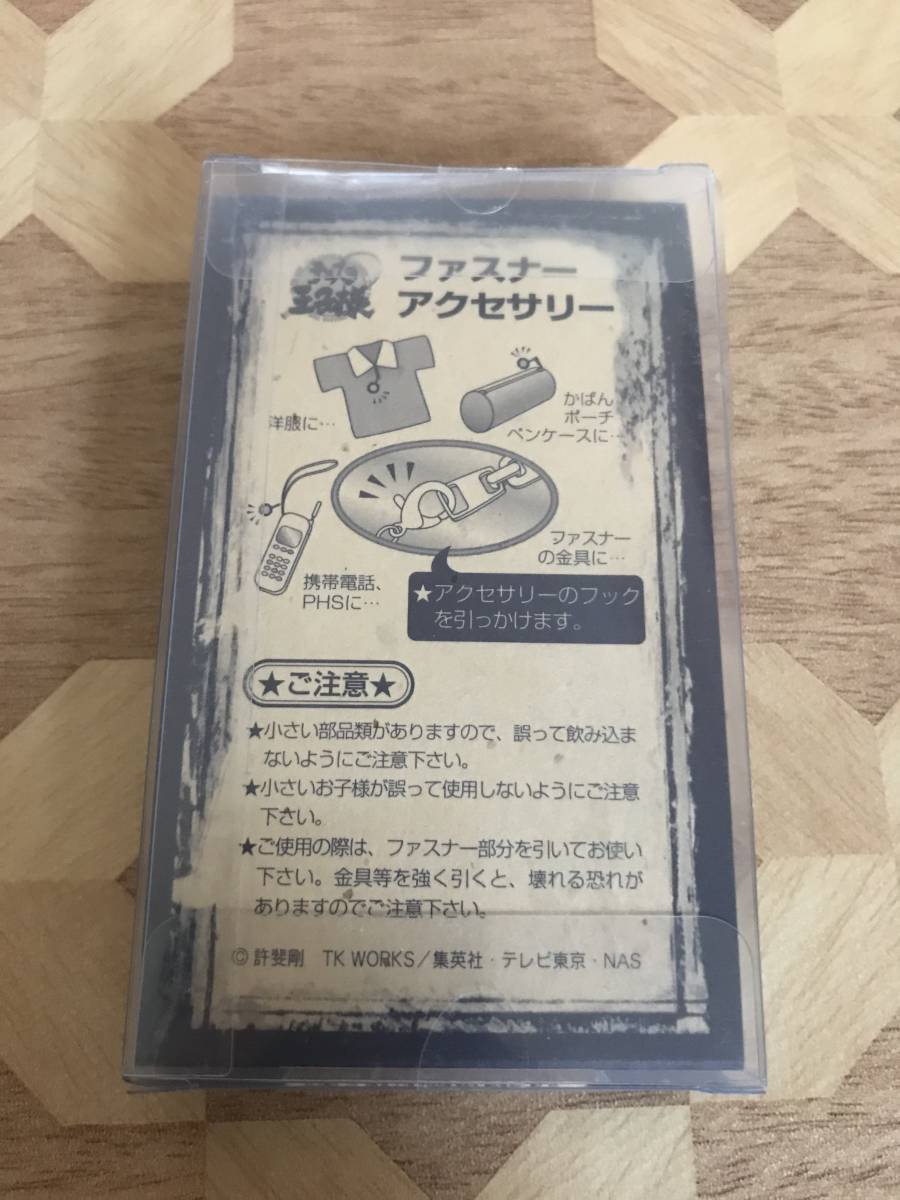 テニスの
王子様
ファスナー
アクセサリー
洋服に…
かばん
ポーチ
ペンケースに…
ファスナー
の金具に…
携帯電話、
PHSに…
★アクセサリーのフック
を引っかけます。
★ご注意★
★小さい部品類がありますので、誤って飲み込ま
ないようにご注意下さい。
★小さいお子様が誤って使用しないようにご注意
下さい。
★ご使用の際は、ファスナー部分を引いてお使い
下さい。金具等を強く引くと、壊れる恐れが
ありますのでご注意下さい。
©許斐剛 TK WORKS/集英社・テレビ東京・NAS